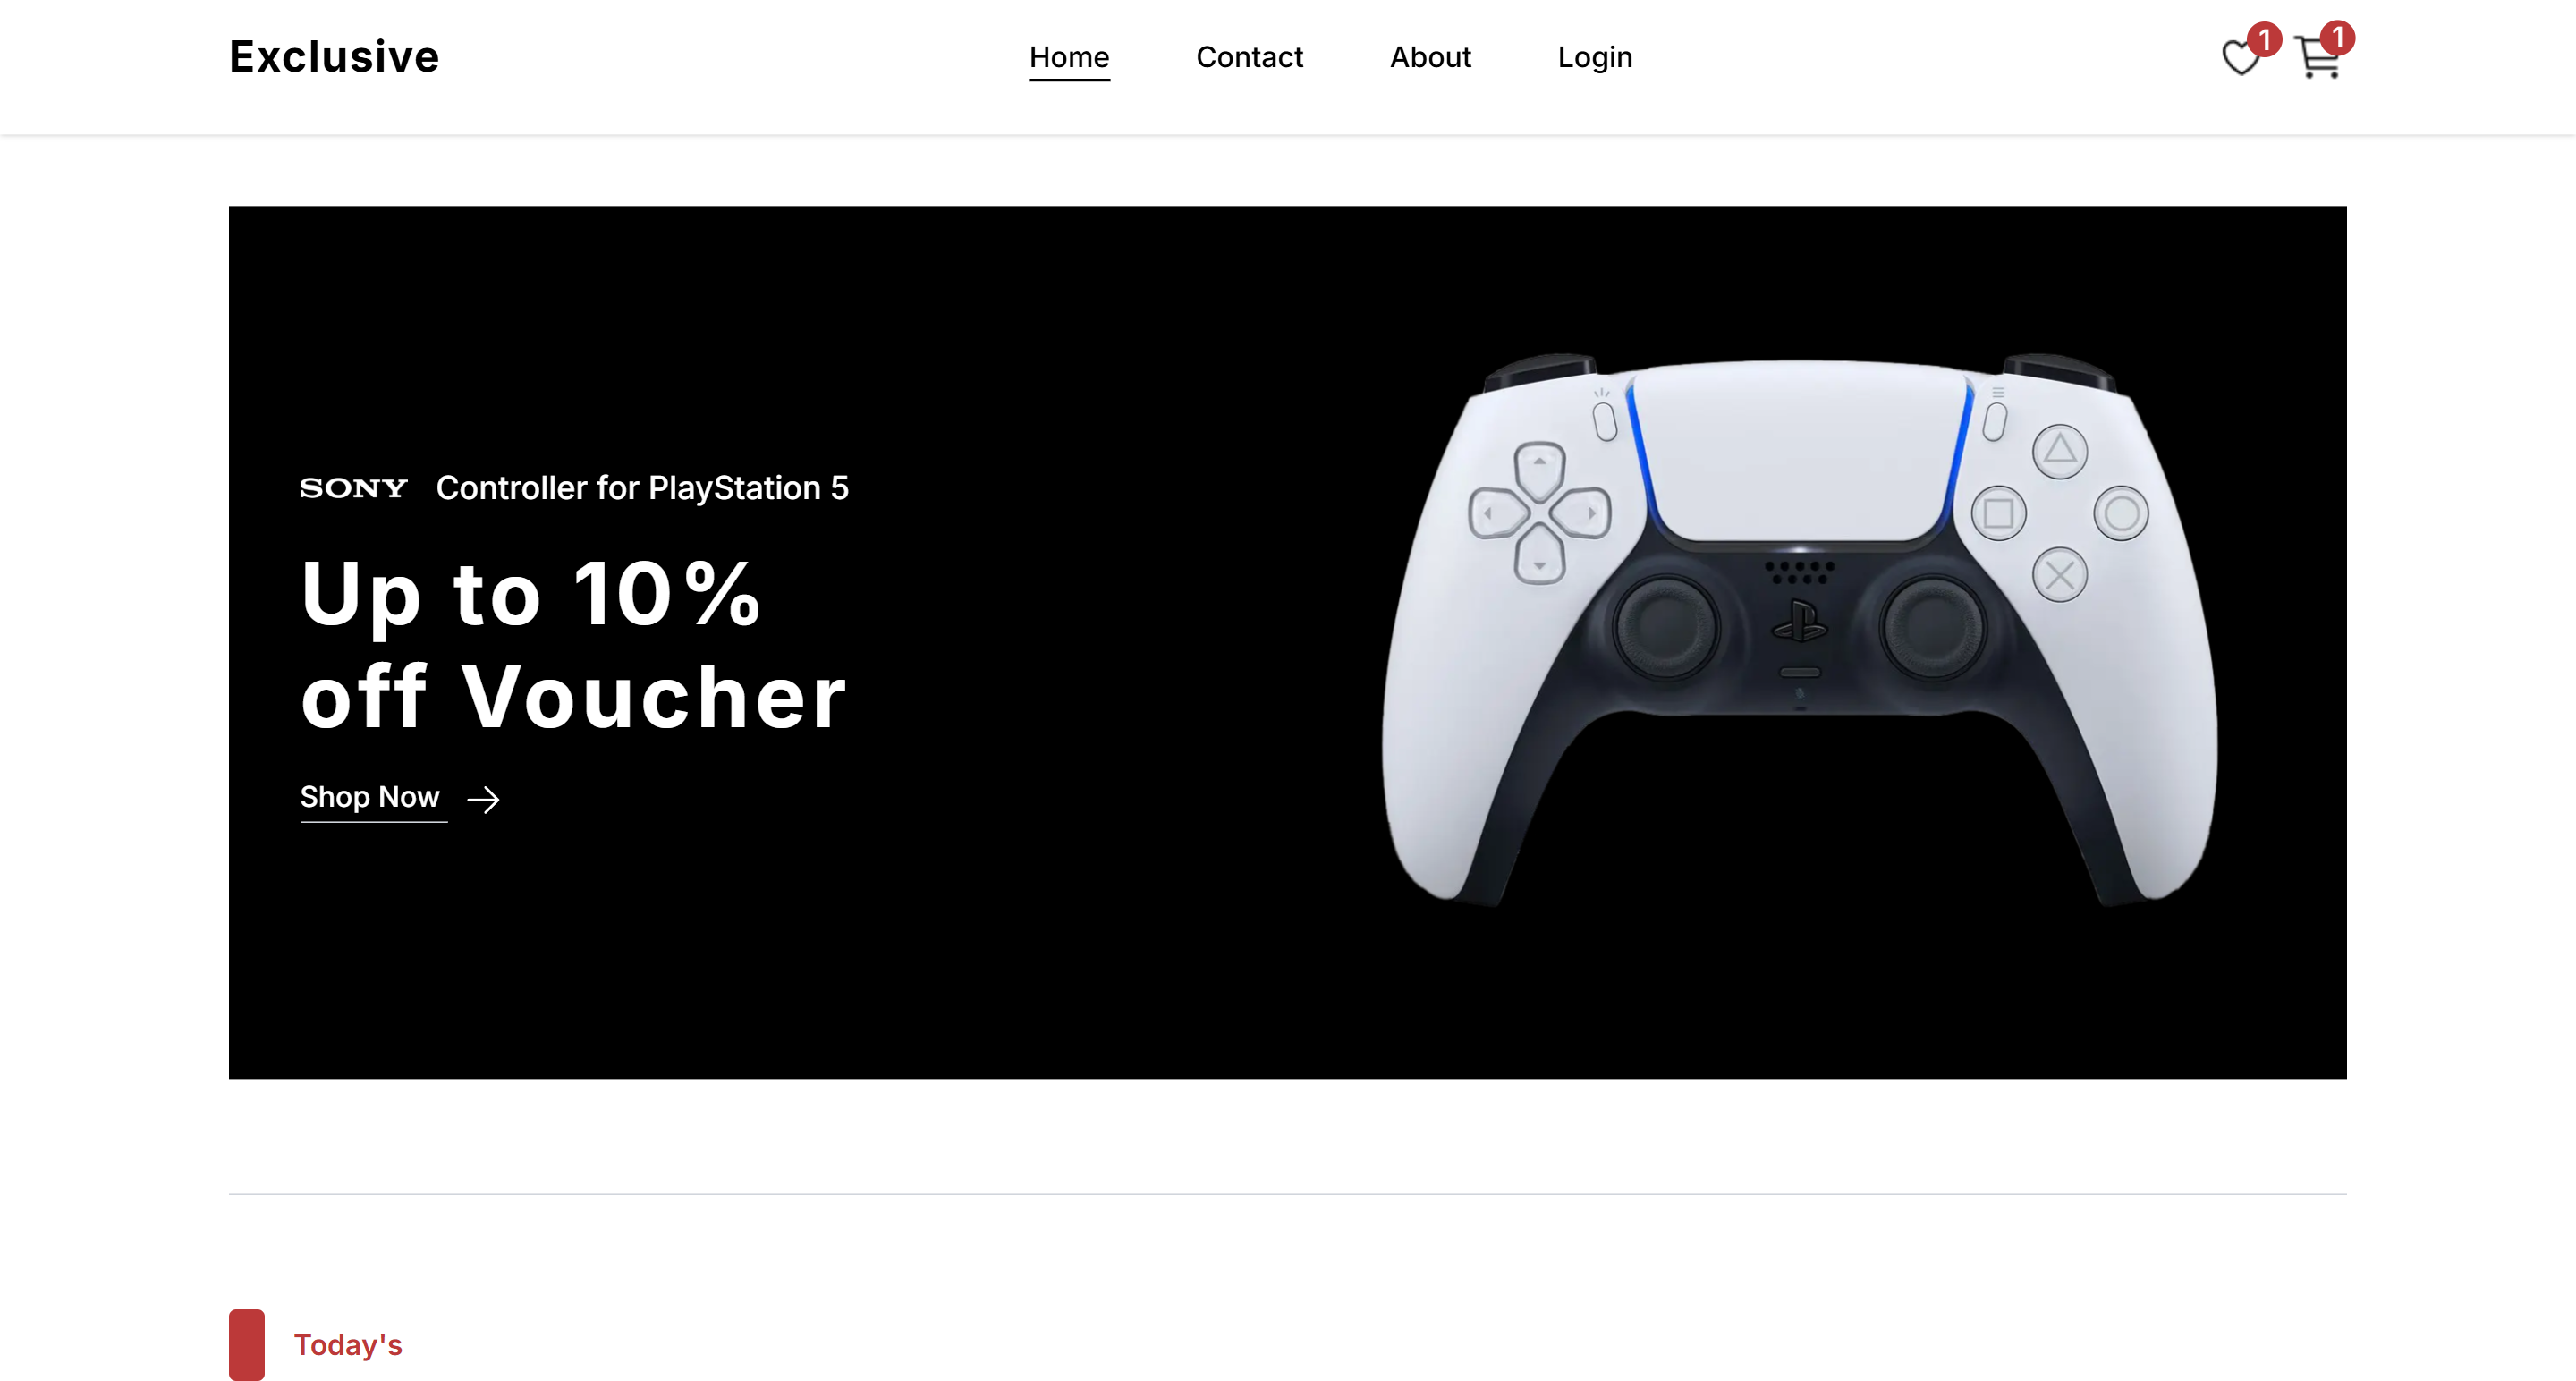 Exclusive
Home Contact About Login
1 1
SONY Controller for PlayStation 5
Up to 10%
off Voucher
Shop Now
Today's